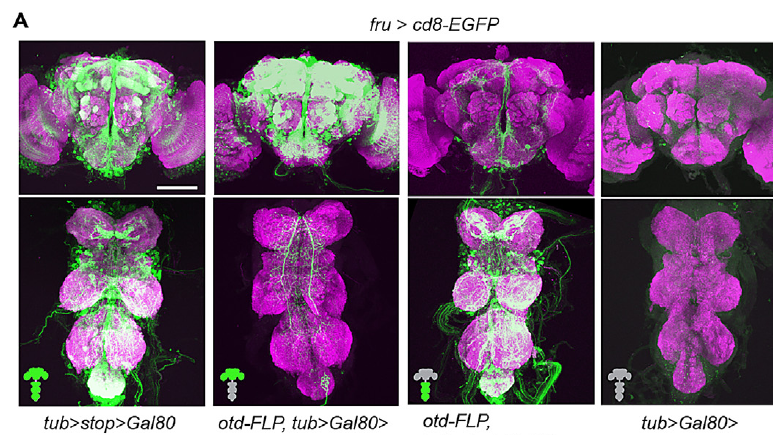 A
fru > cd8-EGFP
tub>stop>Gal80
otd-FLP, tub>Gal80>
otd-FLP,
tub>Gal80>